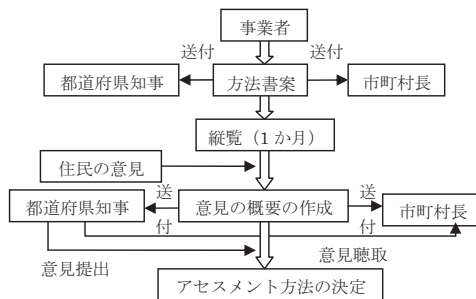 事業者
送付
送付
都道府県知事
方法書案
市町村長
縦覧（1か月）
住民の意見
送
送
都道府県知事
意見の概要の作成
市町村長
付
付
意見提出
意見聴取
アセスメント方法の決定